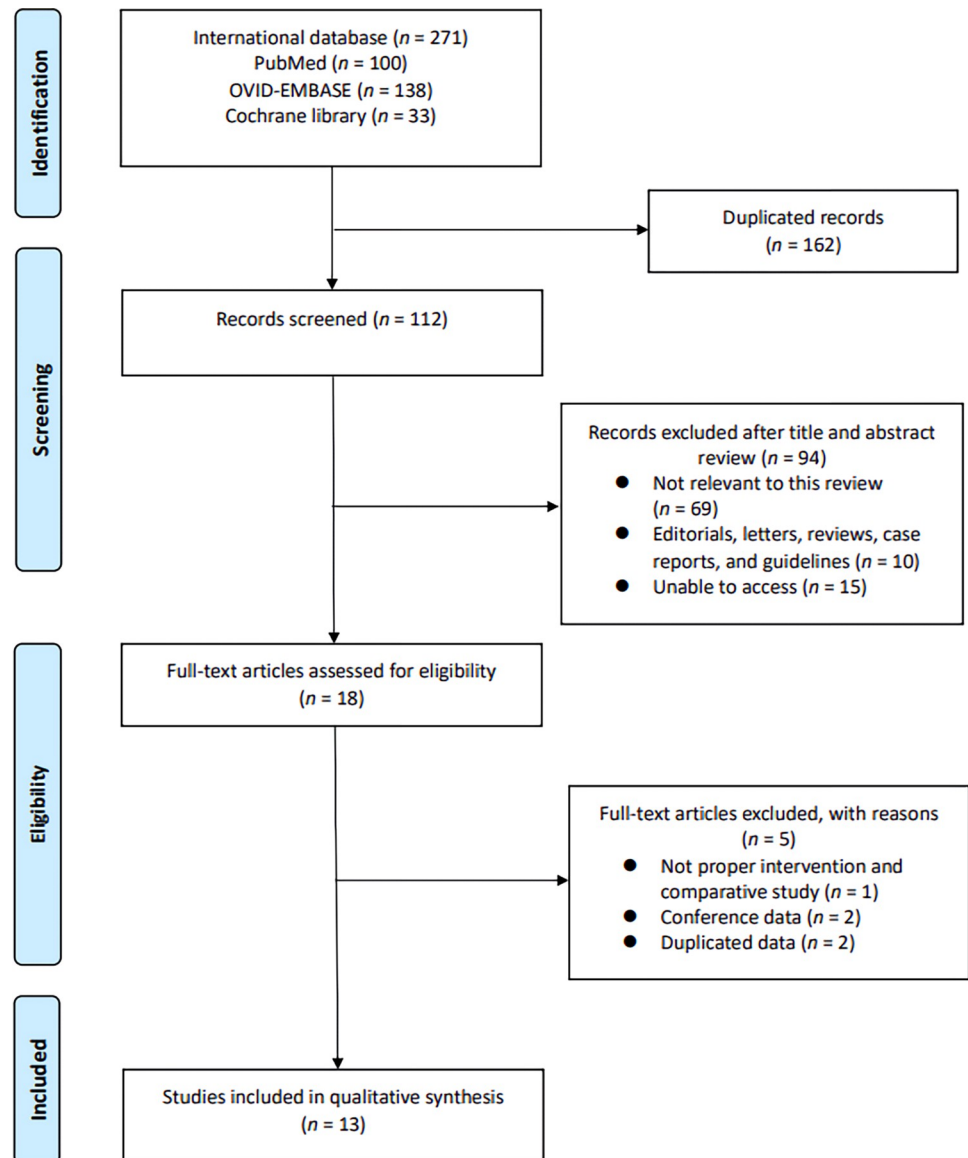 Identification
International database (n = 271)
PubMed (n = 100)
OVID-EMBASE (n = 138)
Cochrane library (n = 33)
Duplicated records
(n = 162)
Screening
Records screened (n = 112)
Records excluded after title and abstract
review (n = 94)
● Not relevant to this review
(n = 69)
● Editorials, letters, reviews, case
reports, and guidelines (n = 10)
● Unable to access (n = 15)
Eligibility
Full-text articles assessed for eligibility
(n = 18)
Full-text articles excluded, with reasons
(n = 5)
● Not proper intervention and
comparative study (n = 1)
● Conference data (n = 2)
● Duplicated data (n = 2)
Included
Studies included in qualitative synthesis
(n = 13)